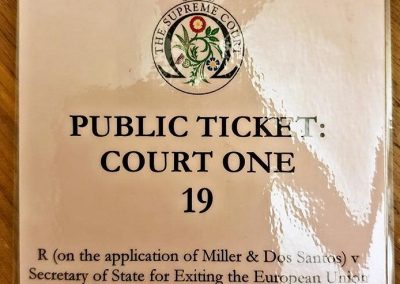 THE SUPREME COURT
PUBLIC TICKET:
COURT ONE
19
R (on the application of Miller & Dos Santos) v
Secretary of State for Exiting the European Union